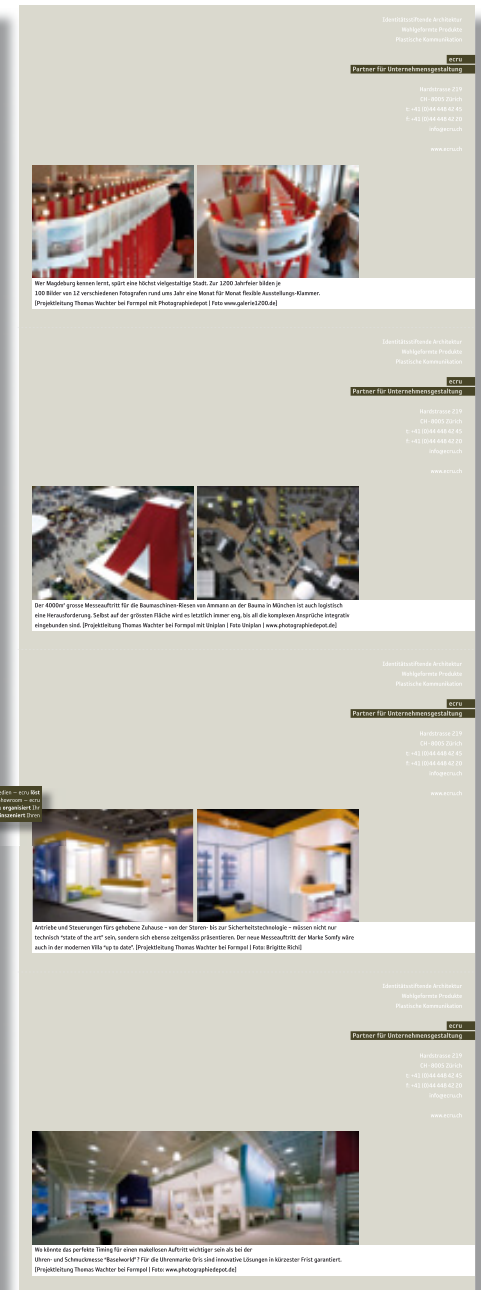 Identitätsstiftende Architektur
Wohlgeformte Produkte
Plastische Kommunikation
ecru
Partner für Unternehmensgestaltung
Hardstrasse 219
CH-8005 Zürich
T: +41 (0)44 448 42 45
F: +41 (0)44 448 42 20
info@ecru.ch
www.ecru.ch
Wer Magdeburg kennen lernt, spürt eine höchst vielgestaltige Stadt. Zur 1200 Jahrfeier bilden je
100 Bilder von 12 verschiedenen Fotografen rund ums Jahr eine Monat für Monat flexible Ausstellungs-Klammer.
[Projektleitung Thomas Wachter bei Formpol mit Photographiedepot | Foto www.galerie1200.de]
Identitätsstiftende Architektur
Wohlgeformte Produkte
Plastische Kommunikation
ecru
Partner für Unternehmensgestaltung
Hardstrasse 219
CH-8005 Zürich
T: +41 (0)44 448 42 45
F: +41 (0)44 448 42 20
info@ecru.ch
www.ecru.ch
A
Der 4000m² grosse Messeauftritt für die Baumaschinen-Riesen von Ammann an der Bauma in München ist auch logistisch
eine Herausforderung. Selbst auf der grössten Fläche wird es letztlich immer eng, bis all die komplexen Ansprüche integrativ
eingebunden sind. [Projektleitung Thomas Wachter bei Formpol mit Uniplan | Foto Uniplan | www.photographiedepot.de]
Identitätsstiftende Architektur
Wohlgeformte Produkte
Plastische Kommunikation
ecru
Partner für Unternehmensgestaltung
Hardstrasse 219
CH-8005 Zürich
T: +41 (0)44 448 42 45
F: +41 (0)44 448 42 20
info@ecru.ch
www.ecru.ch
edien – ecru löst
howroom – ecru
organisiert Ihr
inszeniert Ihren
Antriebe und Steuerungen fürs gehobene Zuhause – von der Storen- bis zur Sicherheitstechnologie – müssen nicht nur
technisch "state of the art" sein, sondern sich ebenso zeitgemäss präsentieren. Der neue Messeauftritt der Marke Somfy wäre
auch in der modernen Villa "up to date". [Projektleitung Thomas Wachter bei Formpol | Foto: Brigitte Richi]
Identitätsstiftende Architektur
Wohlgeformte Produkte
Plastische Kommunikation
ecru
Partner für Unternehmensgestaltung
Hardstrasse 219
CH-8005 Zürich
T: +41 (0)44 448 42 45
F: +41 (0)44 448 42 20
info@ecru.ch
www.ecru.ch
Wo könnte das perfekte Timing für einen makellosen Auftritt wichtiger sein als bei der
Uhren- und Schmuckmesse "Baselworld"? Für die Uhrenmarke Oris sind innovative Lösungen in kürzester Frist garantiert.
[Projektleitung Thomas Wachter bei Formpol | Foto: www.photographiedepot.de]